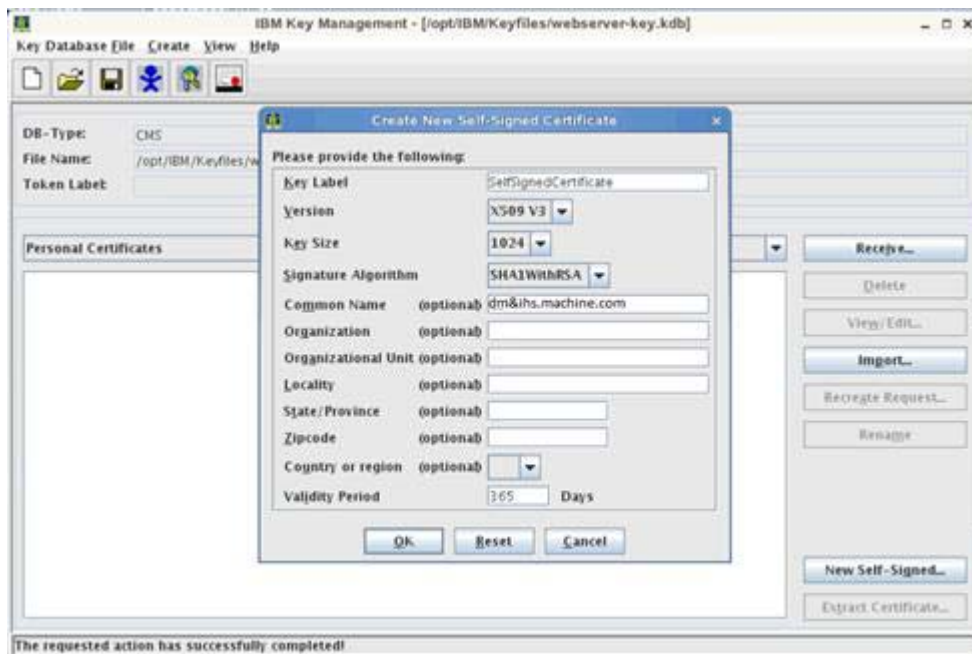 IBM Key Management - [/opt/IBM/Keyfiles/webserver-key.kdb]
Key Database File Create View Help
Create New Self-Signed Certificate
DB-Type: CMS
File Name: /opt/IBM/Keyfiles/w
Token Label:
Please provide the following:
Key Label SelfSignedCertificate
Version X509 V3
Key Size 1024
Signature Algorithm SHA1WithRSA
Common Name (optional) dm&ihs.machine.com
Organization (optional)
Organizational Unit (optional)
Locality (optional)
State/Province (optional)
Zipcode (optional)
Country or region (optional)
Validity Period 365 Days
OK Reset Cancel
Personal Certificates
Receive...
Delete
View/Edit...
Import...
Recreate Request...
Rename
New Self-Signed...
Extract Certificate...
The requested action has successfully completed!